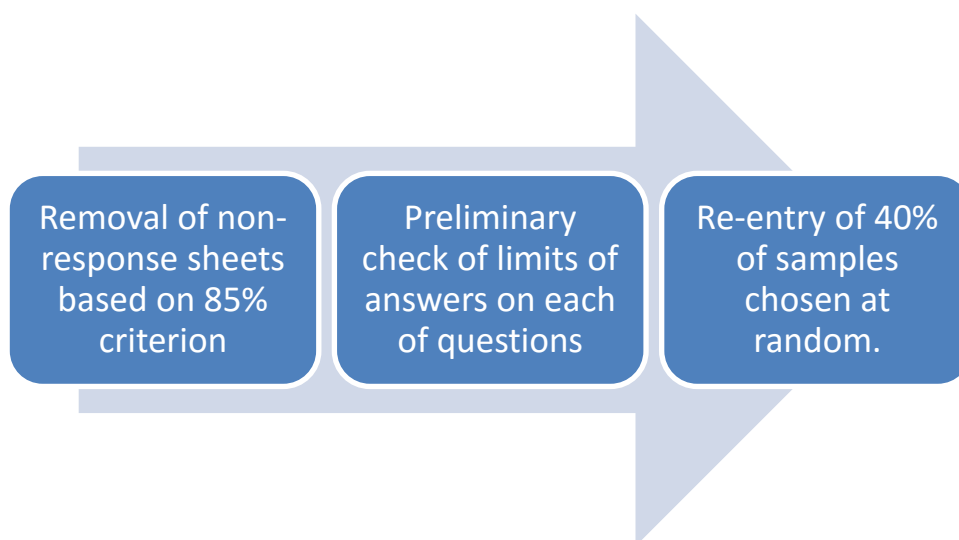 Removal of non-
response sheets
based on 85%
criterion
Preliminary
check of limits of
answers on each
of questions
Re-entry of 40%
of samples
chosen at
random.